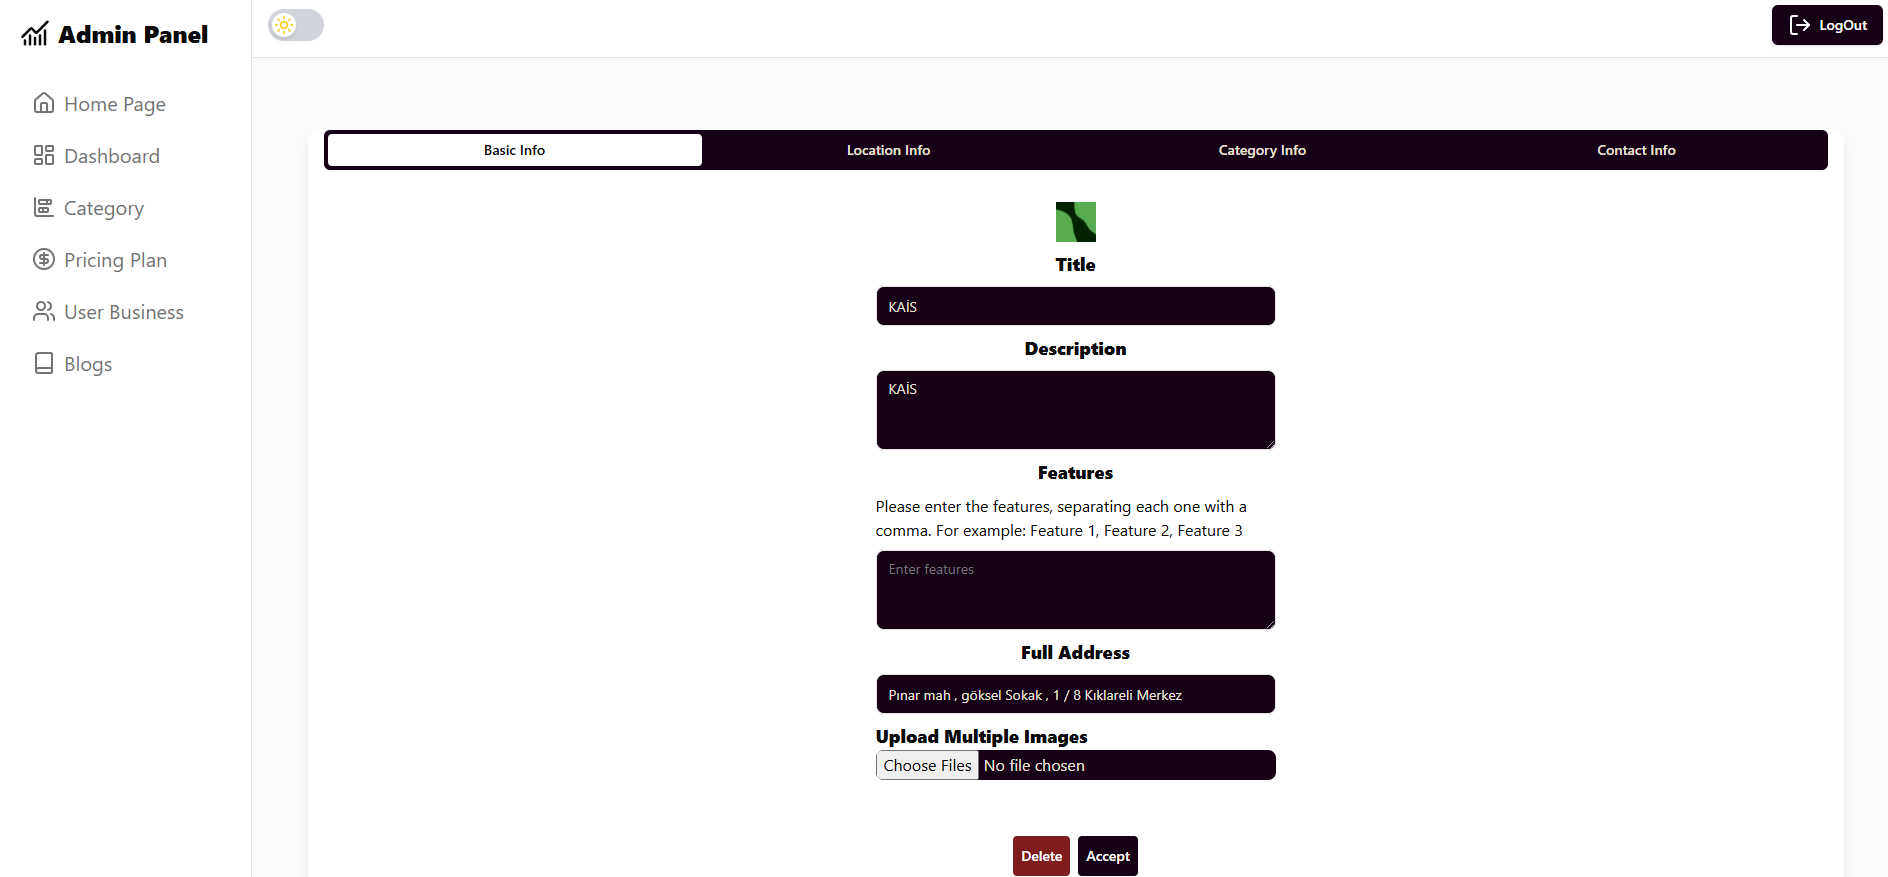 Admin Panel
LogOut
Home Page
Dashboard
Category
Pricing Plan
User Business
Blogs
Basic Info
Location Info
Category Info
Contact Info
Title
KAİS
Description
KAİS
Features
Please enter the features, separating each one with a
comma. For example: Feature 1, Feature 2, Feature 3
Enter features
Full Address
Pınar mah , göksel Sokak , 1 / 8 Kıklareli Merkez
Upload Multiple Images
Choose Files No file chosen
Delete
Accept